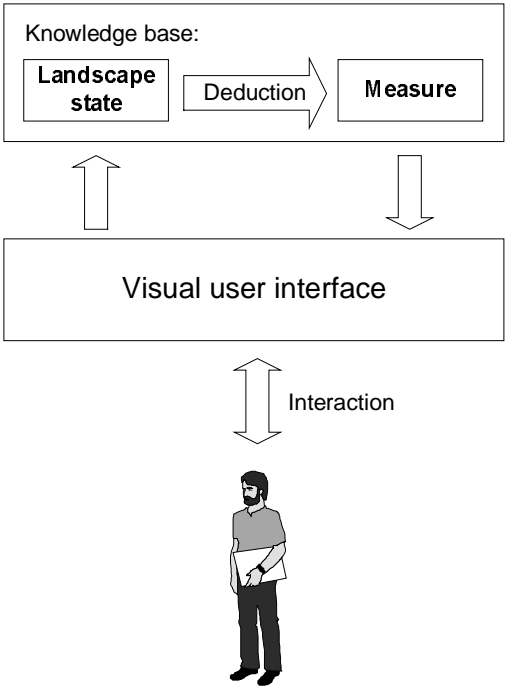 Knowledge base:
Landscape
state
Deduction
Measure
Visual user interface
Interaction